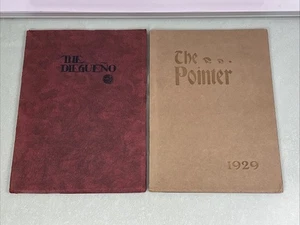 THE
DIEGUENO
The
Pointer
1929